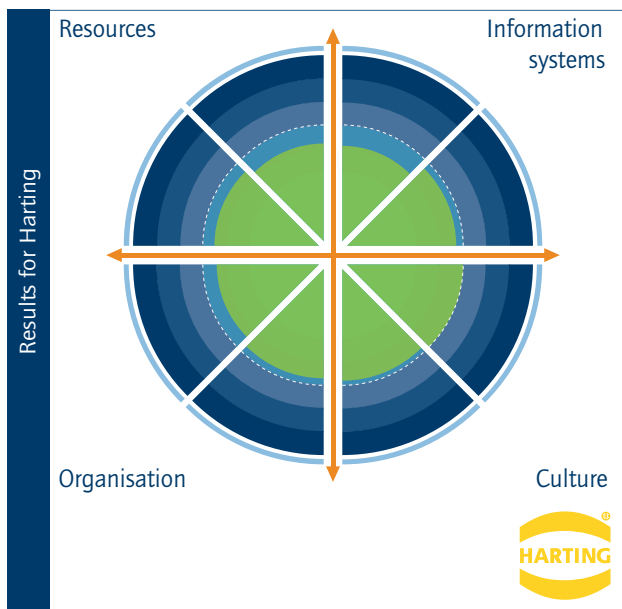 Resources
Information
systems
Results for Harting
Organisation
Culture
HARTING